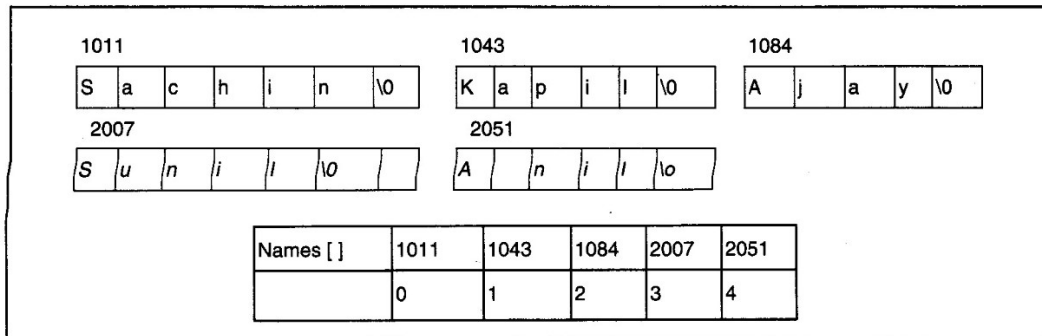 1011 1043 1084
S a c h i n \0 K a p i l \0 A j a y \0
2007 2051
S u n i l \0 A n i l \o
Names [ ] 1011 1043 1084 2007 2051
0 1 2 3 4